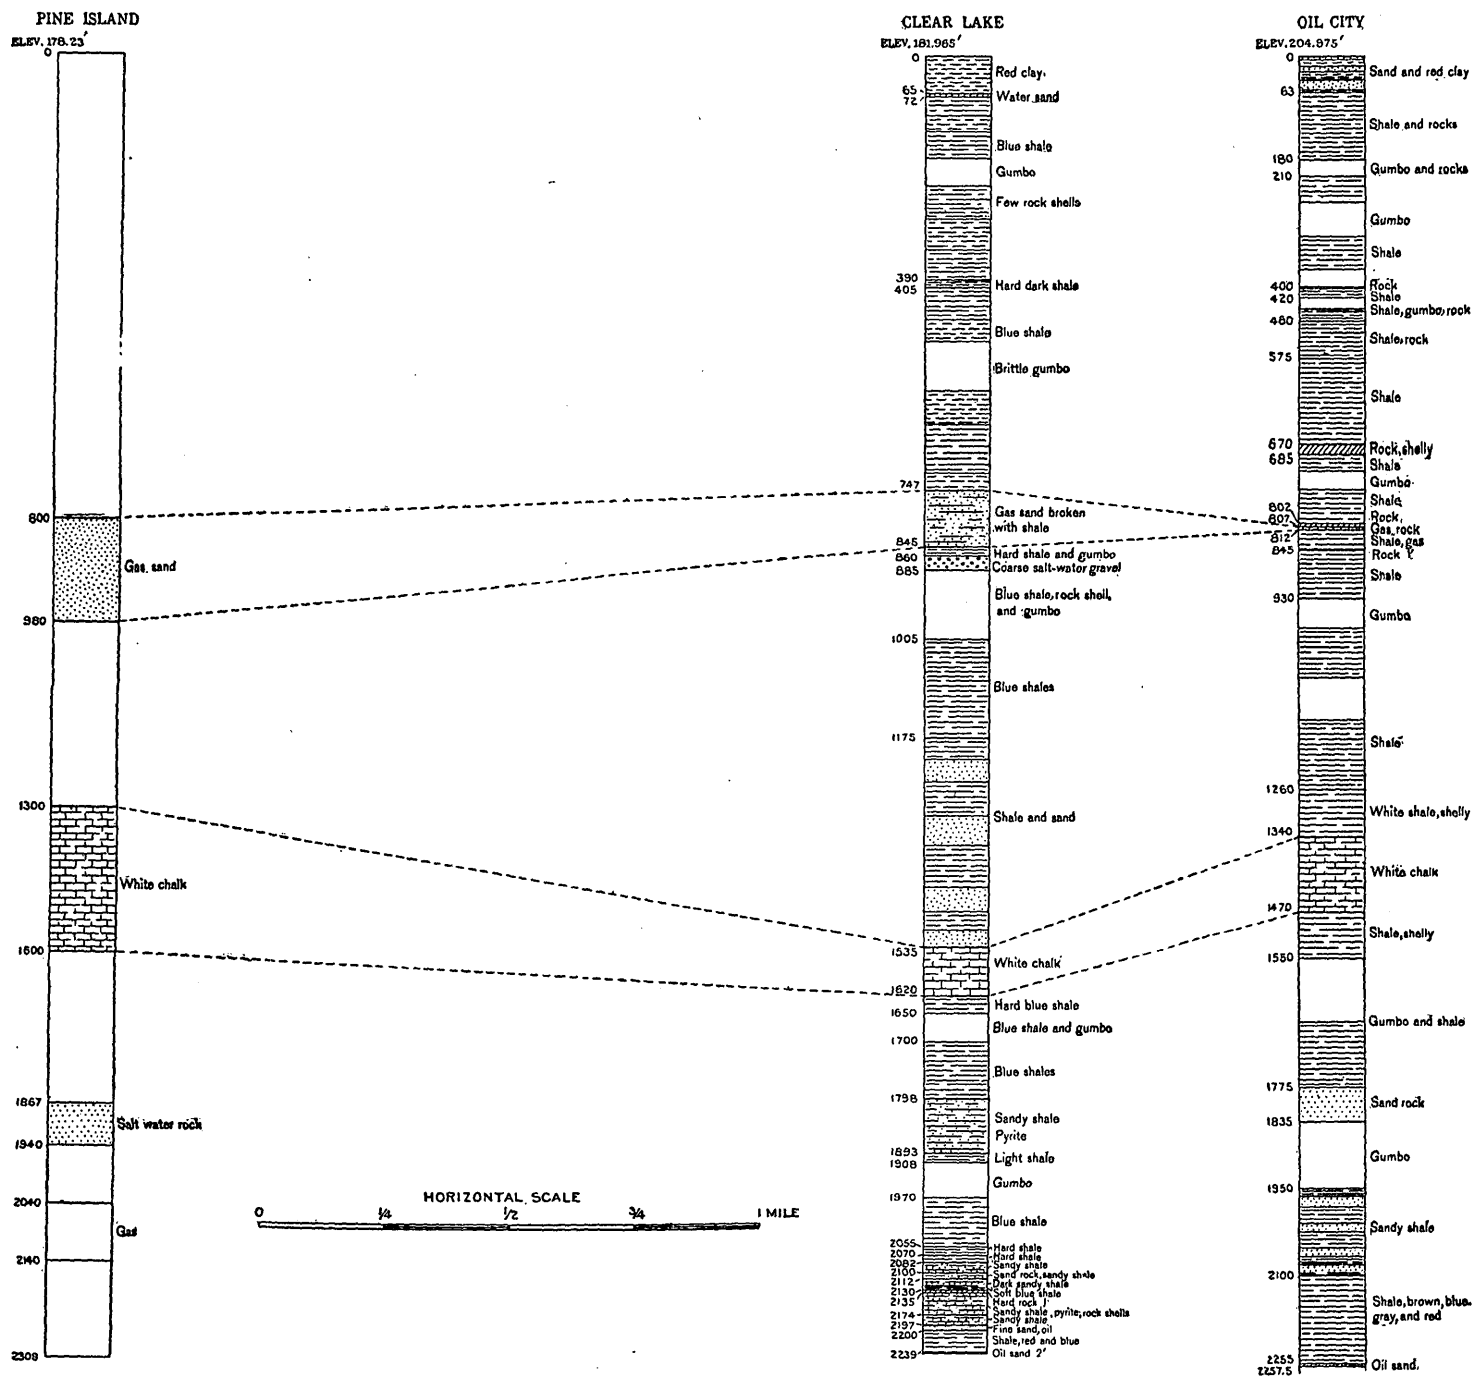 PINE ISLAND
ELEV. 178.23'
0
800
Gas sand
980
1300
White chalk
1600
1867
Salt water rock
1940
2040
Gas
2140
2308
HORIZONTAL SCALE
0 1/4 1/2 3/4 1 MILE
CLEAR LAKE
ELEV. 181.965'
0
Red clay
65
Water sand
72
Blue shale
Gumbo
Few rock shells
390
Hard dark shale
405
Blue shale
Brittle gumbo
747
Gas sand broken
with shale
845
Hard shale and gumbo
860
Coarse salt-water gravel
885
Blue shale, rock shell,
and gumbo
1005
Blue shales
1175
Shale and sand
1535
White chalk
1620
Hard blue shale
1650
Blue shale and gumbo
1700
Blue shales
1798
Sandy shale
Pyrite
1893
Light shale
1908
Gumbo
1970
Blue shale
2055
Hard shale
2070
Hard shale
2082
Sandy shale
2100
Sand rock, sandy shale
2112
Dark sandy shale
2130
Soft blue shale
2135
Hard rock 1'
2174
Sandy shale, pyrite, rock shells
Sandy shale
2197
Fine sand, oil
2200
Shale, red and blue
2239
Oil sand 2'
OIL CITY
ELEV. 204.875'
0
Sand and red clay
63
Shale and rocks
180
Gumbo and rocks
210
Gumbo
Shale
400
Rock
420
Shale
Shale, gumbo, rock
460
Shale, rock
575
Shale
670
Rock, shelly
685
Shale
Gumbo
Shale
802
Rock
807
Gas rock
812
Shale, gas
845
Rock
Shale
930
Gumbo
Shale
1260
White shale, shelly
1340
White chalk
1470
Shale, shelly
1550
Gumbo and shale
1775
Sand rock
1835
Gumbo
1950
Sandy shale
2100
Shale, brown, blue,
gray, and red
2255
2257.5
Oil sand